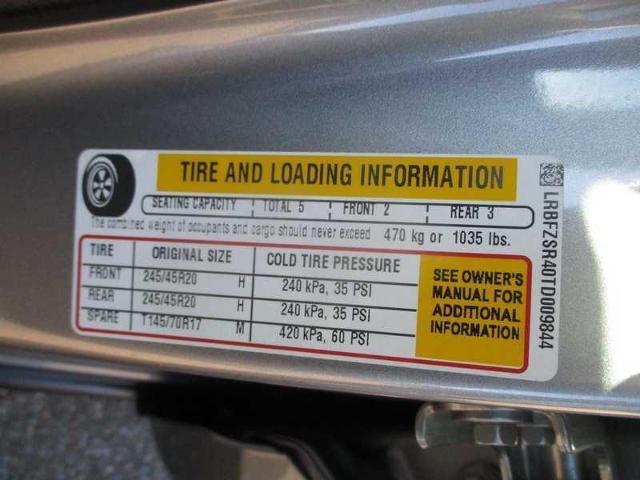 TIRE AND LOADING INFORMATION
SEATING CAPACITY TOTAL 5 FRONT 2 REAR 3
The combined weight of occupants and cargo should never exceed 470 kg or 1035 lbs.
TIRE ORIGINAL SIZE COLD TIRE PRESSURE
FRONT 245/45R20 H 240 kPa, 35 PSI
REAR 245/45R20 H 240 kPa, 35 PSI
SPARE T145/70R17 M 420 kPa, 60 PSI
SEE OWNER'S
MANUAL FOR
ADDITIONAL
INFORMATION
LRBFZSR40TD009844